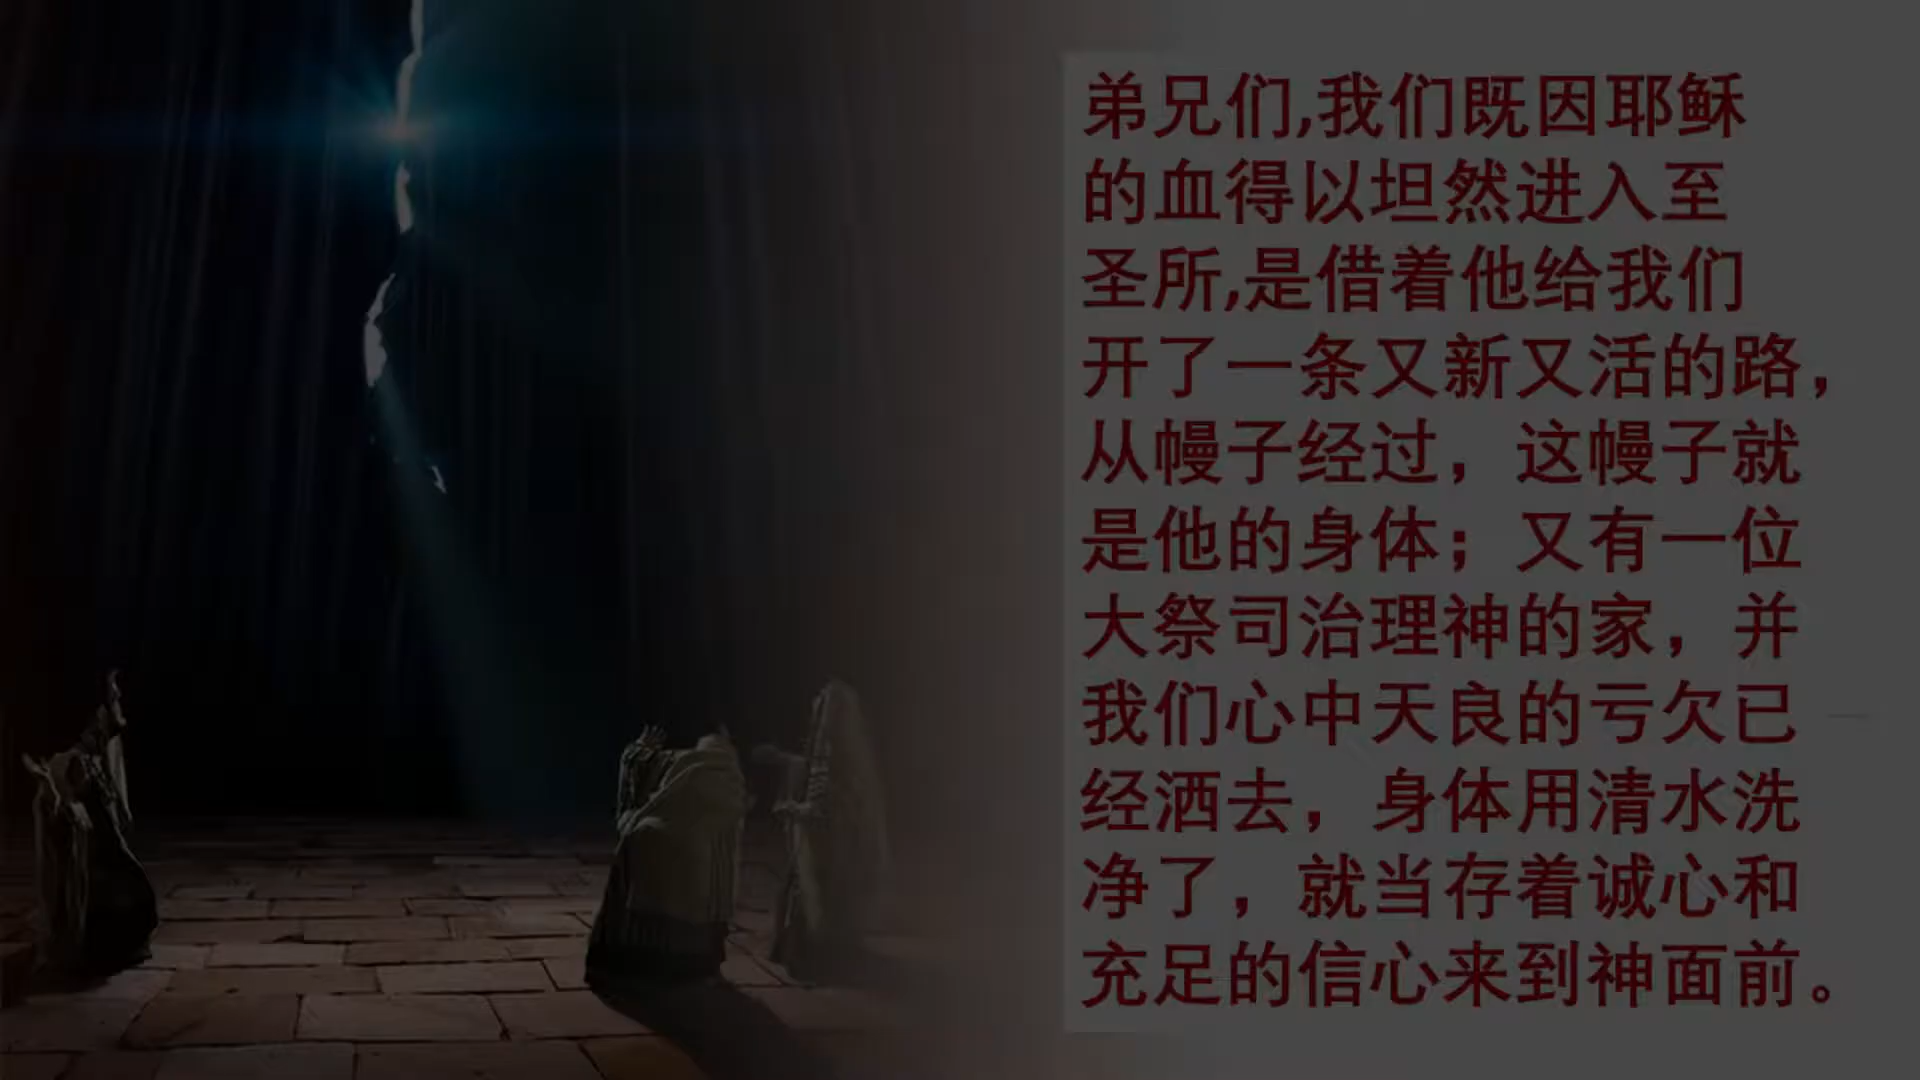 弟兄们,我们既因耶稣
的血得以坦然进入至
圣所,是借着他给我们
开了一条又新又活的路，
从幔子经过，这幔子就
是他的身体；又有一位
大祭司治理神的家，并
我们心中天良的亏欠已
经洒去，身体用清水洗
净了，就当存着诚心和
充足的信心来到神面前。